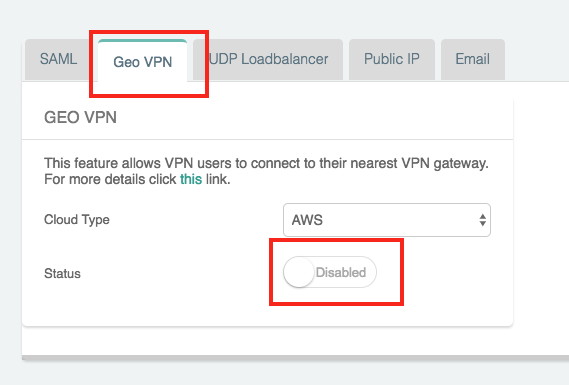 SAML
Geo VPN
UDP Loadbalancer
Public IP
Email
GEO VPN
This feature allows VPN users to connect to their nearest VPN gateway.
For more details click this link.
Cloud Type
AWS
Status
Disabled